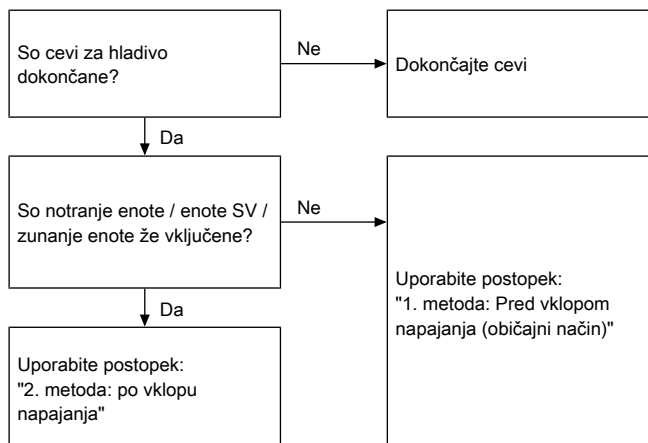 So cevi za hladivo
dokončane?
Ne
Dokončajte cevi
Da
So notranje enote / enote SV /
zunanje enote že vključene?
Ne
Uporabite postopek:
"1. metoda: Pred vklopom
napajanja (običajni način)"
Da
Uporabite postopek:
"2. metoda: po vklopu
napajanja"